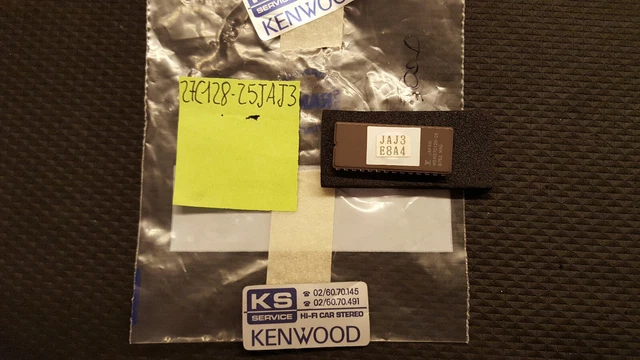 SERVICE
KENWOOD
27C128-25JAJ3
JAJ3
E8A4
JAPAN
KS
☎ 02/60.70.145
☎ 02/60.70.491
SERVICE
HI-FI CAR STEREO
KENWOOD